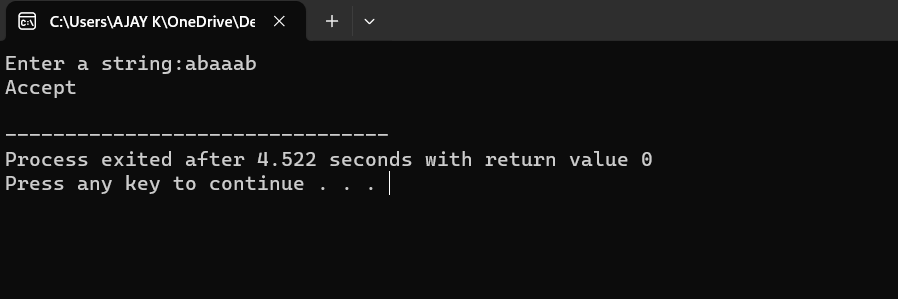 C:\Users\AJAY K\OneDrive\De
Enter a string:abaaab
Accept
--------------------------------
Process exited after 4.522 seconds with return value 0
Press any key to continue . . .